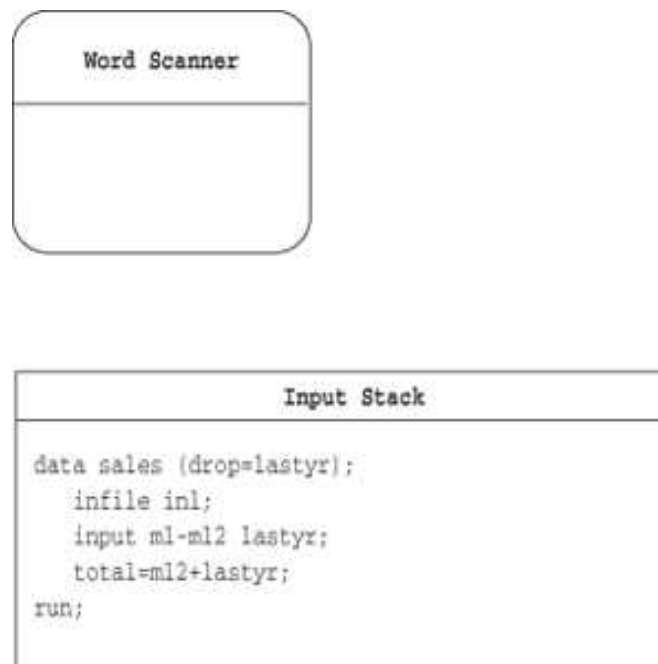 Word Scanner
Input Stack
data sales (drop=lastyr);
infile in1;
input m1-m12 lastyr;
total=m12+lastyr;
run;